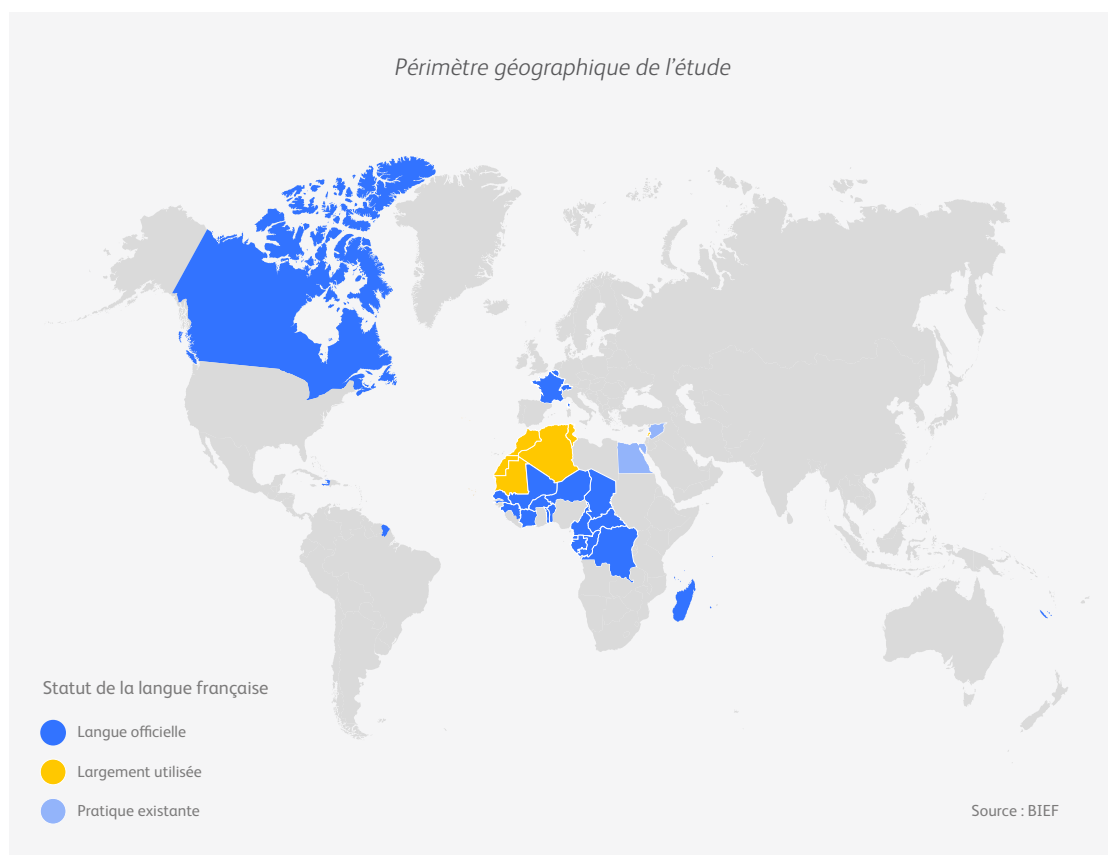 Périmètre géographique de l’étude
Statut de la langue française
Langue officielle
Largement utilisée
Pratique existante
Source : BIEF